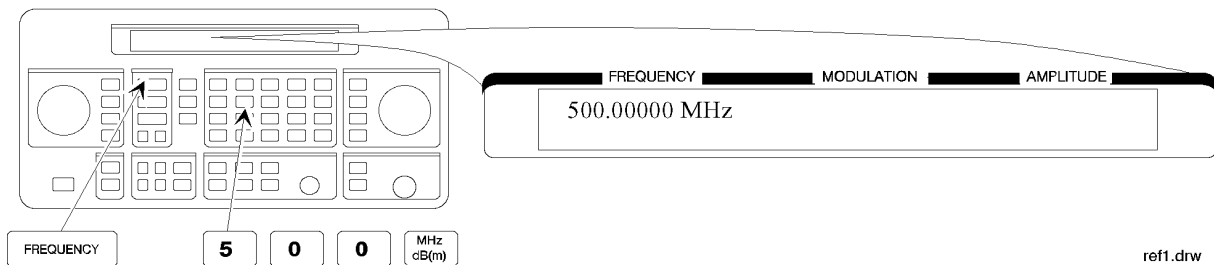 FREQUENCY MODULATION AMPLITUDE
500.00000 MHz
FREQUENCY
5
0
0
MHz
dB(m)
ref1.drw